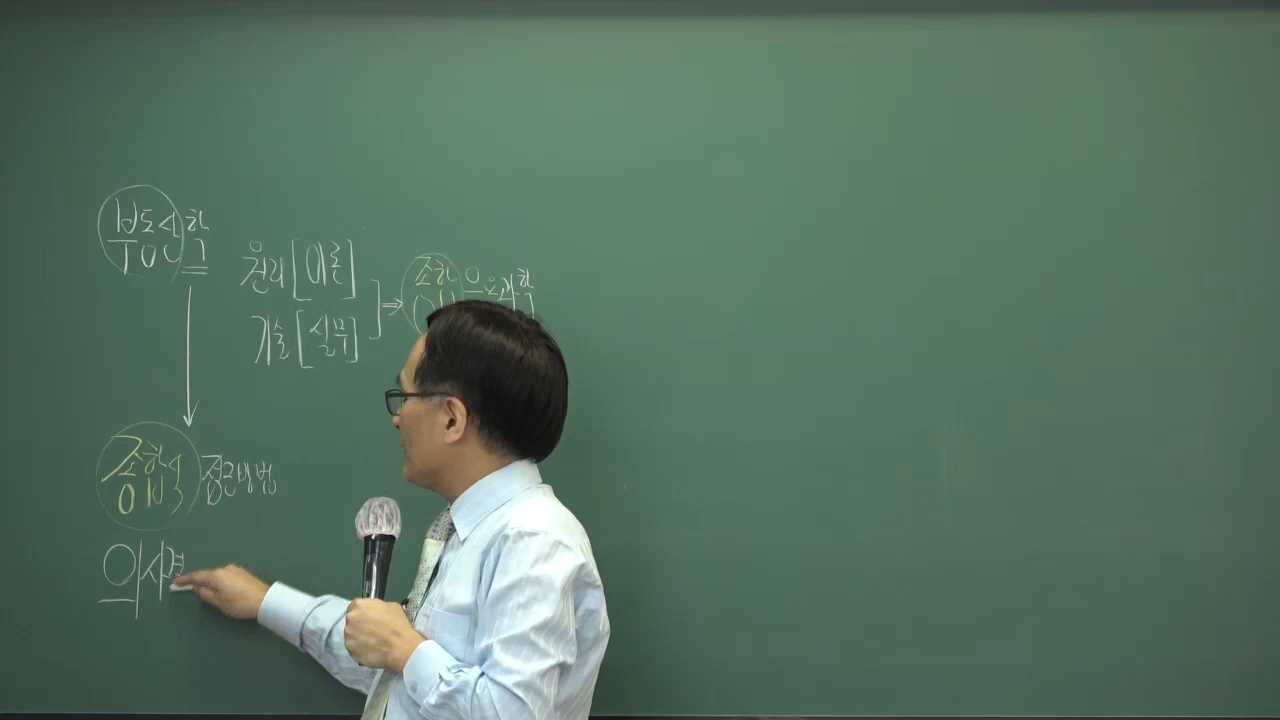 부동산학
원리 [이론]
기술 [실무]
⇒ 종합 응용과학
종합식 접근방법
의사결